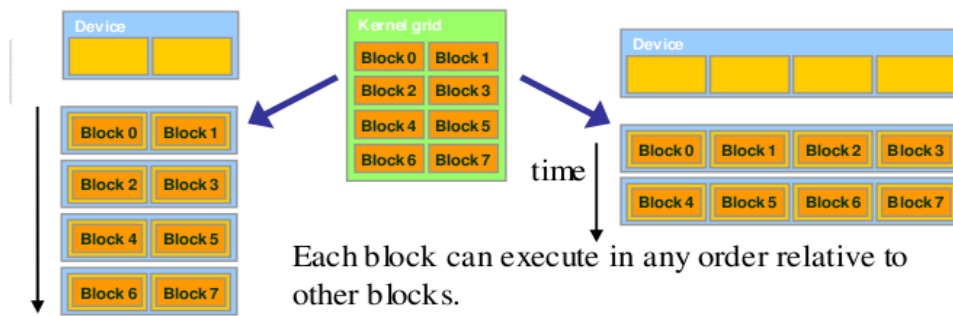 Device
Block 0 Block 1
Block 2 Block 3
Block 4 Block 5
Block 6 Block 7
Kernel grid
Block 0 Block 1
Block 2 Block 3
Block 4 Block 5
Block 6 Block 7
Device
time
Block 0 Block 1 Block 2 Block 3
Block 4 Block 5 Block 6 Block 7
Each block can execute in any order relative to
other blocks.